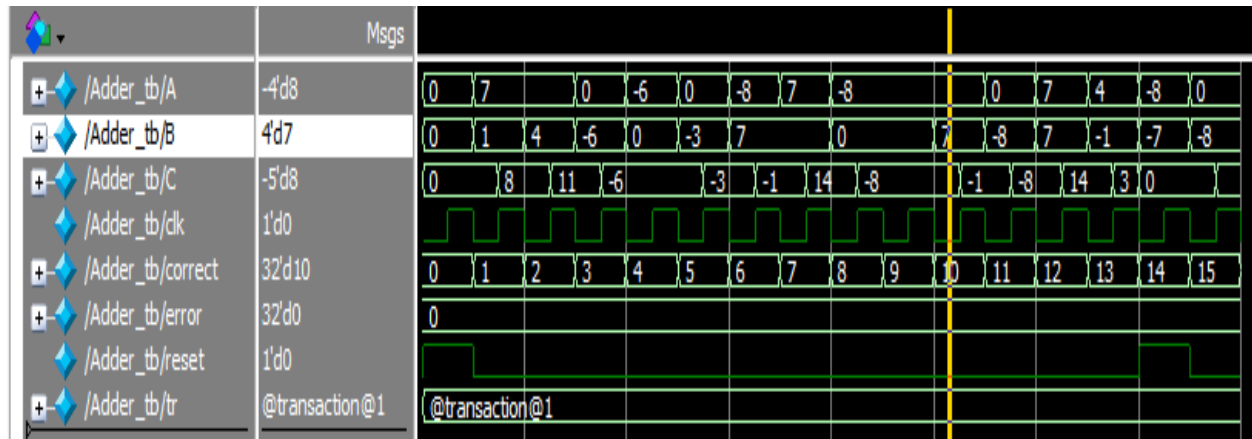 Msgs
/Adder_tb/A -4'd8 0 7 0 -6 0 -8 7 -8 0 7 4 -8 0
/Adder_tb/B 4'd7 0 1 4 -6 0 -3 7 0 7 -8 7 -1 -7 -8
/Adder_tb/C -5'd8 0 8 11 -6 -3 -1 14 -8 -1 -8 14 3 0
/Adder_tb/clk 1'd0
/Adder_tb/correct 32'd10 0 1 2 3 4 5 6 7 8 9 10 11 12 13 14 15
/Adder_tb/error 32'd0 0
/Adder_tb/reset 1'd0
/Adder_tb/tr @transaction@1 @transaction@1